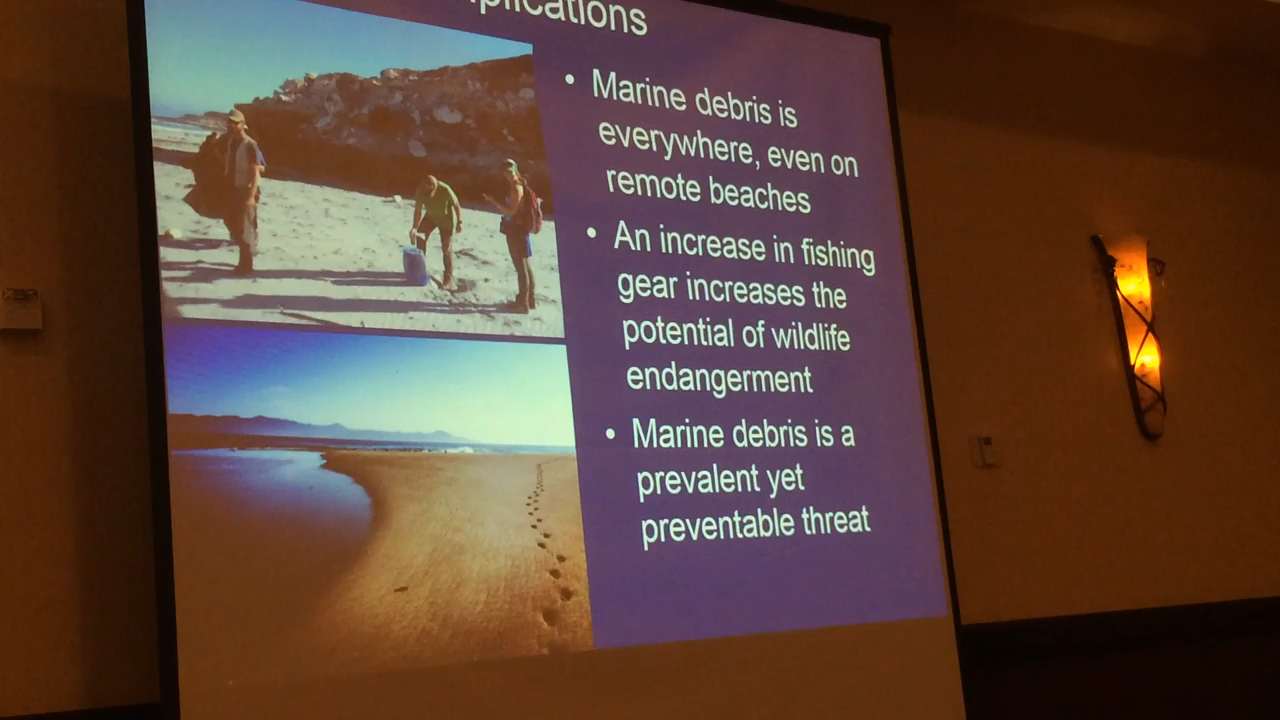 plications
• Marine debris is
everywhere, even on
remote beaches
• An increase in fishing
gear increases the
potential of wildlife
endangerment
• Marine debris is a
prevalent yet
preventable threat